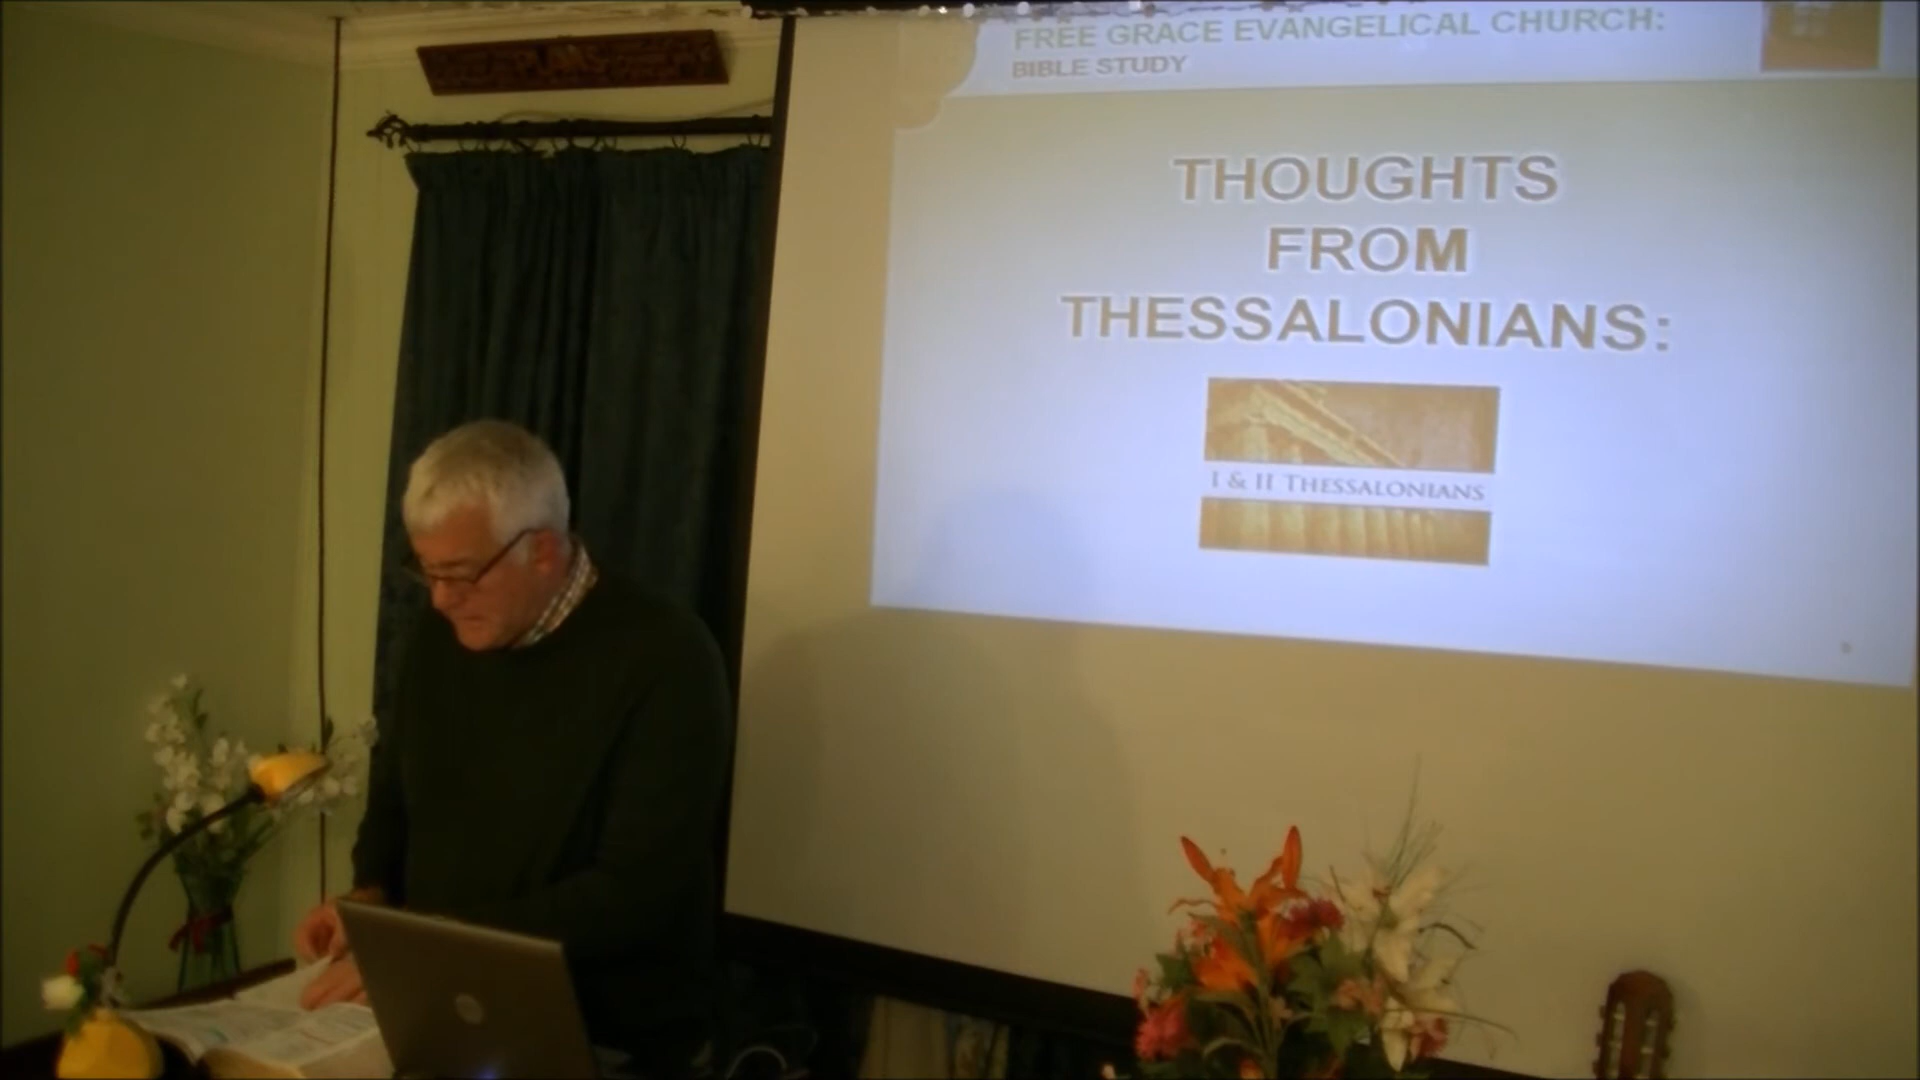 FREE GRACE EVANGELICAL CHURCH:
BIBLE STUDY
THOUGHTS
FROM
THESSALONIANS:
I & II THESSALONIANS